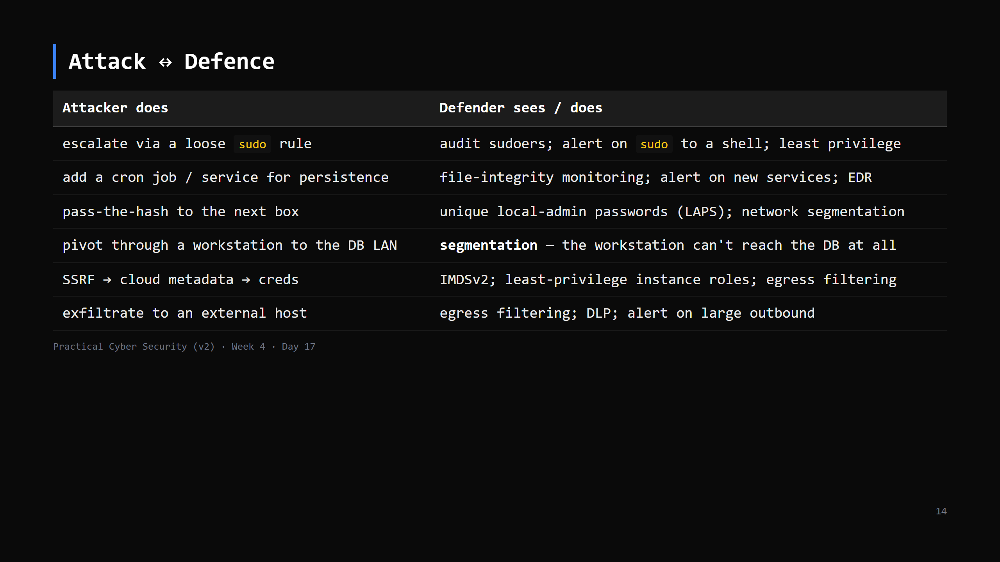 Attack ↔ Defence
Attacker does
Defender sees / does
escalate via a loose sudo rule
audit sudoers; alert on sudo to a shell; least privilege
add a cron job / service for persistence
file-integrity monitoring; alert on new services; EDR
pass-the-hash to the next box
unique local-admin passwords (LAPS); network segmentation
pivot through a workstation to the DB LAN
segmentation — the workstation can't reach the DB at all
SSRF → cloud metadata → creds
IMDSv2; least-privilege instance roles; egress filtering
exfiltrate to an external host
egress filtering; DLP; alert on large outbound
Practical Cyber Security (v2) · Week 4 · Day 17
14